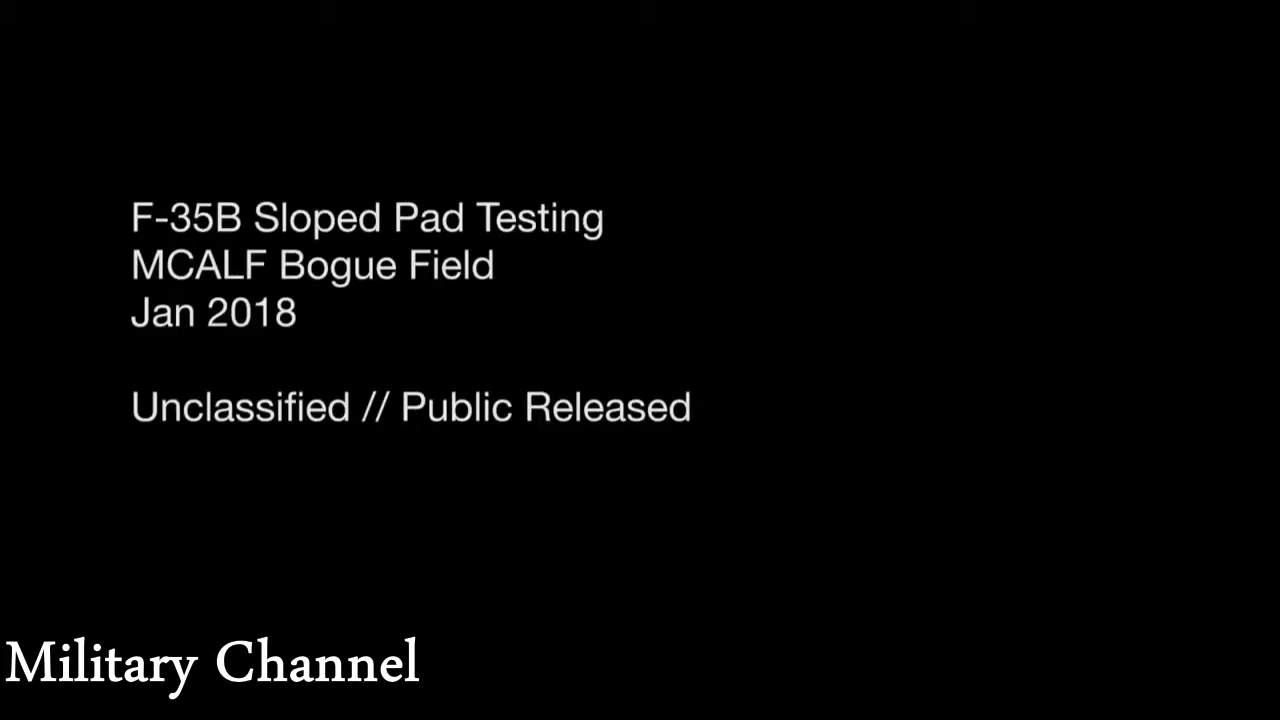 F-35B Sloped Pad Testing
MCALF Bogue Field
Jan 2018
Unclassified // Public Released
Military Channel